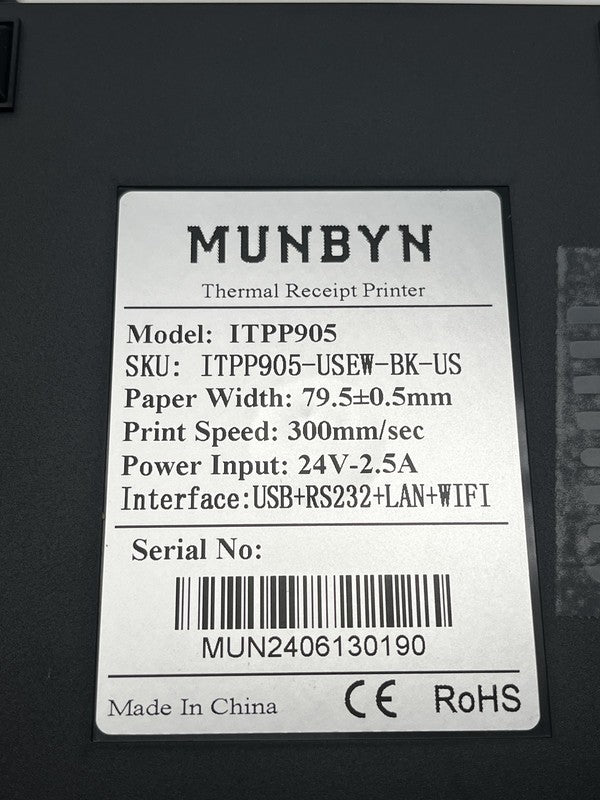 MUNBYN
Thermal Receipt Printer
Model: ITPP905
SKU: ITPP905-USEW-BK-US
Paper Width: 79.5±0.5mm
Print Speed: 300mm/sec
Power Input: 24V-2.5A
Interface:USB+RS232+LAN+WIFI
Serial No:
MUN2406130190
Made In China CE RoHS